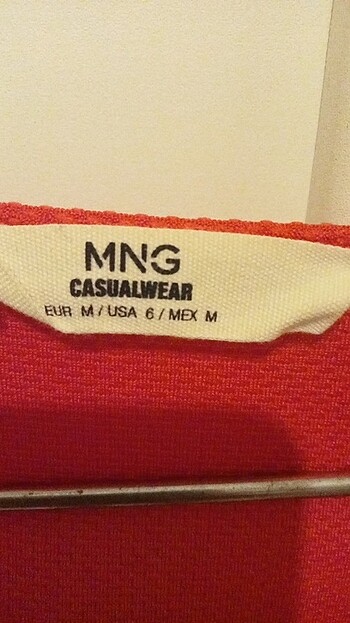 MNG
CASUALWEAR
EUR M / USA 6 / MEX M